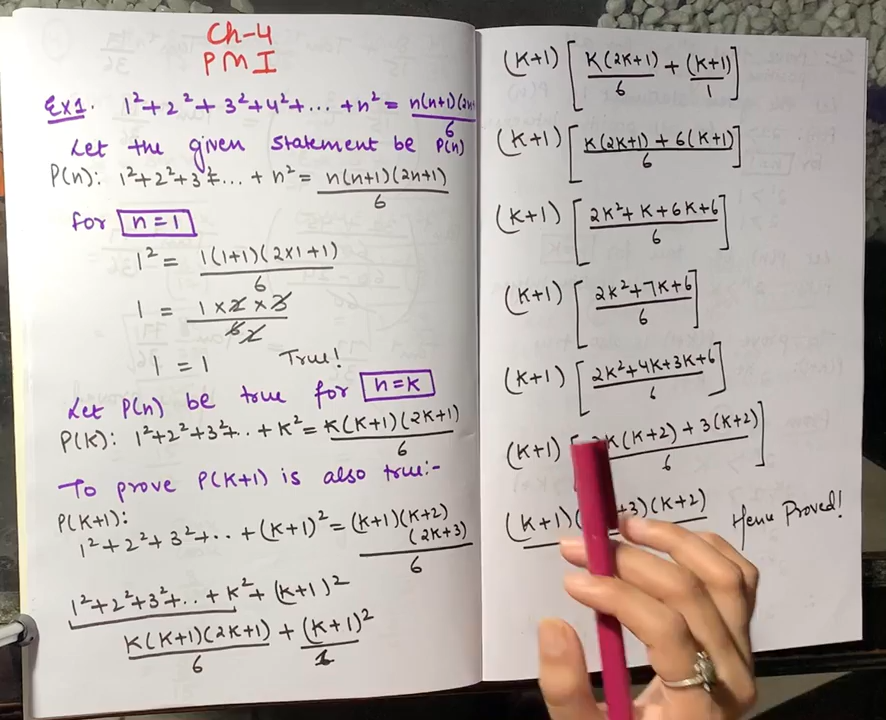 Ch-4
PMI
Ex1. 1²+2²+3²+4²+...+n² = n(n+1)(2n+ / 6
Let the given statement be P(n)
P(n): 1²+2²+3²+...+n² = n(n+1)(2n+1) / 6
for n=1
1² = 1(1+1)(2×1+1) / 6
1 = 1×2×3 / 6
1 = 1 True!
Let P(n) be true for n=k
P(k): 1²+2²+3²+..+k² = k(k+1)(2k+1) / 6
To prove P(k+1) is also true:-
P(k+1):
1²+2²+3²+..+(k+1)² = (k+1)(k+2)(2k+3) / 6
1²+2²+3²+..+k²+(k+1)²
k(k+1)(2k+1) / 6 + (k+1)² / 1
(k+1) [k(2k+1) / 6 + (k+1) / 1]
(k+1) [k(2k+1)+6(k+1) / 6]
(k+1) [2k²+k+6k+6 / 6]
(k+1) [2k²+7k+6 / 6]
(k+1) [2k²+4k+3k+6 / 6]
(k+1) [k(k+2)+3(k+2) / 6]
(k+1)( +3)(k+2) Hence Proved!